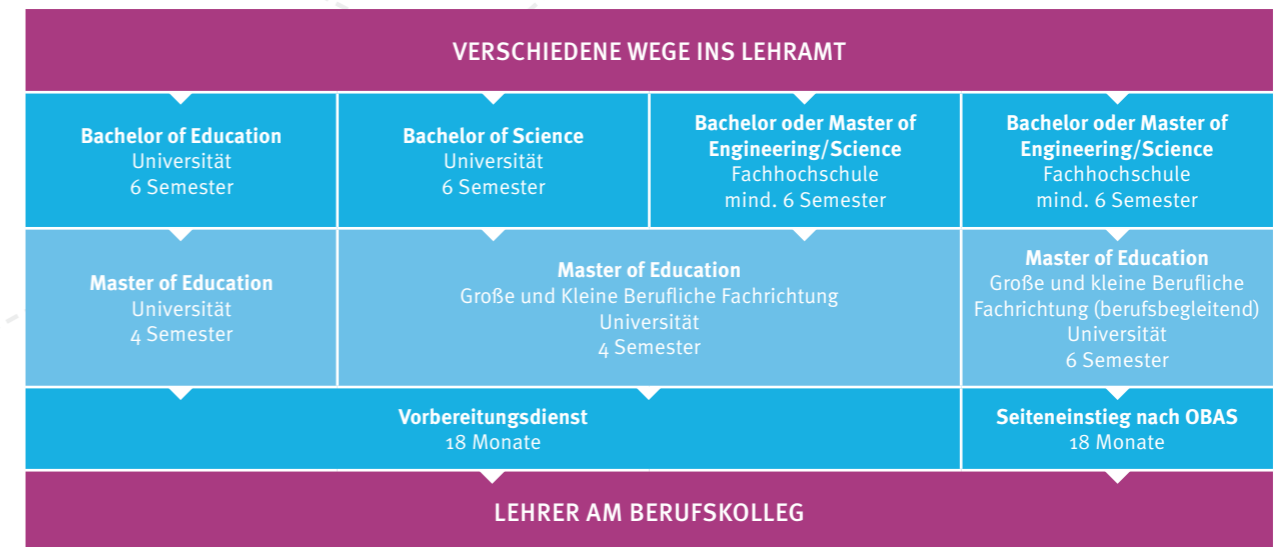 VERSCHIEDENE WEGE INS LEHRAMT
Bachelor of Education
Universität
6 Semester
Bachelor of Science
Universität
6 Semester
Bachelor oder Master of
Engineering/Science
Fachhochschule
mind. 6 Semester
Bachelor oder Master of
Engineering/Science
Fachhochschule
mind. 6 Semester
Master of Education
Universität
4 Semester
Master of Education
Große und Kleine Berufliche Fachrichtung
Universität
4 Semester
Master of Education
Große und kleine Berufliche
Fachrichtung (berufsbegleitend)
Universität
6 Semester
Vorbereitungsdienst
18 Monate
Seiteneinstieg nach OBAS
18 Monate
LEHRER AM BERUFSKOLLEG